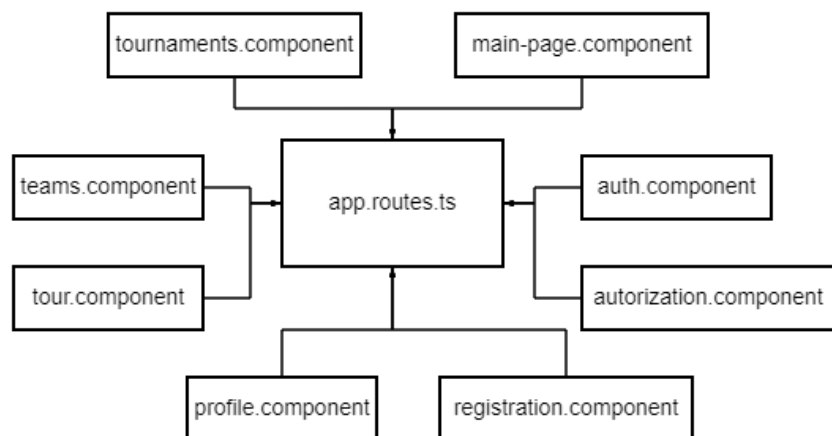 tournaments.component
main-page.component
teams.component
app.routes.ts
auth.component
tour.component
autorization.component
profile.component
registration.component